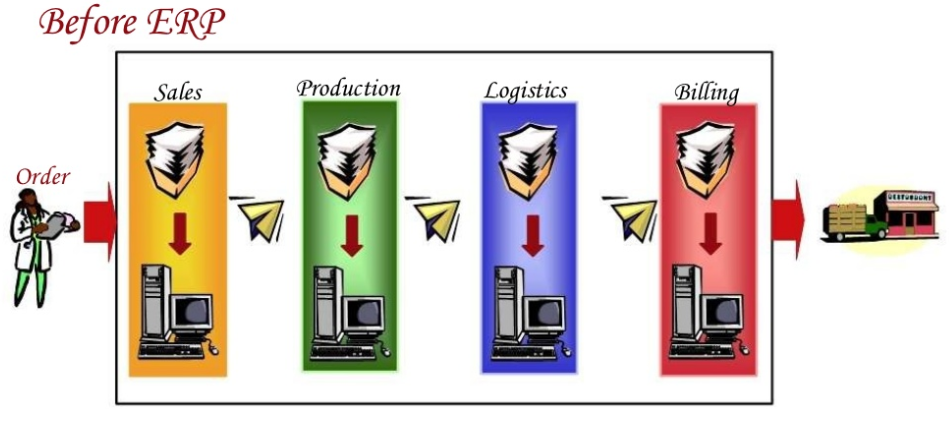 Before ERP
Sales
Production
Logistics
Billing
Order